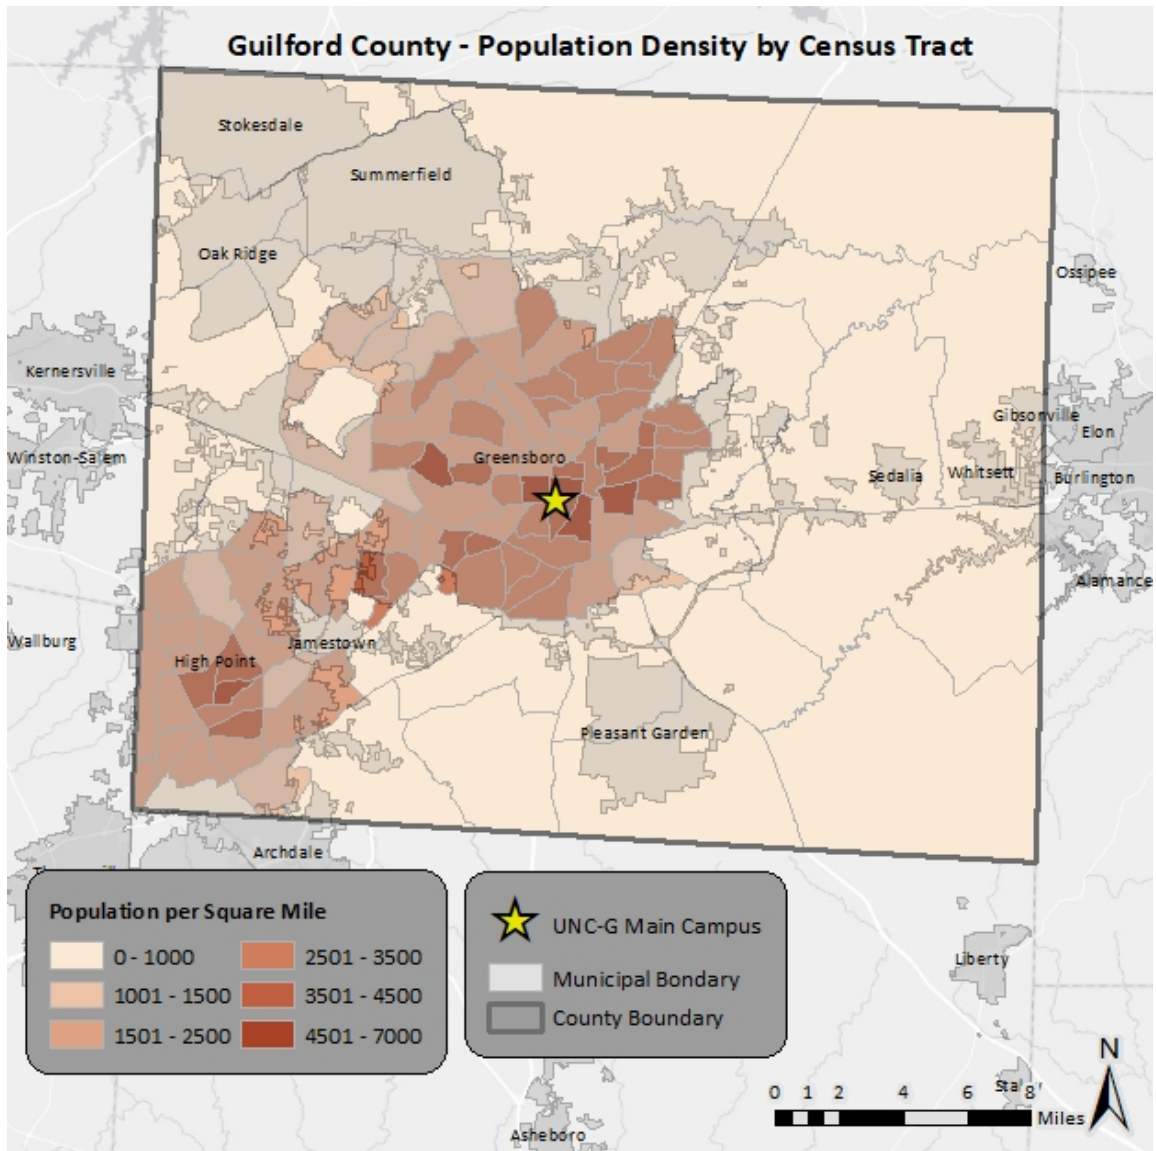 Guilford County - Population Density by Census Tract
Stokesdale
Summerfield
Oak Ridge
Ossipee
Kernersville
Gibsonville
Elon
Winston-Salem
Greensboro
Sedalia
Whitsett
Burlington
Alamance
Wallburg
Jamestown
High Point
Pleasant Garden
Archdale
Population per Square Mile
0 - 1000
2501 - 3500
1001 - 1500
3501 - 4500
1501 - 2500
4501 - 7000
UNC-G Main Campus
Municipal Bondary
County Boundary
Liberty
N
0 1 2 4 6 8
Miles
Asheboro